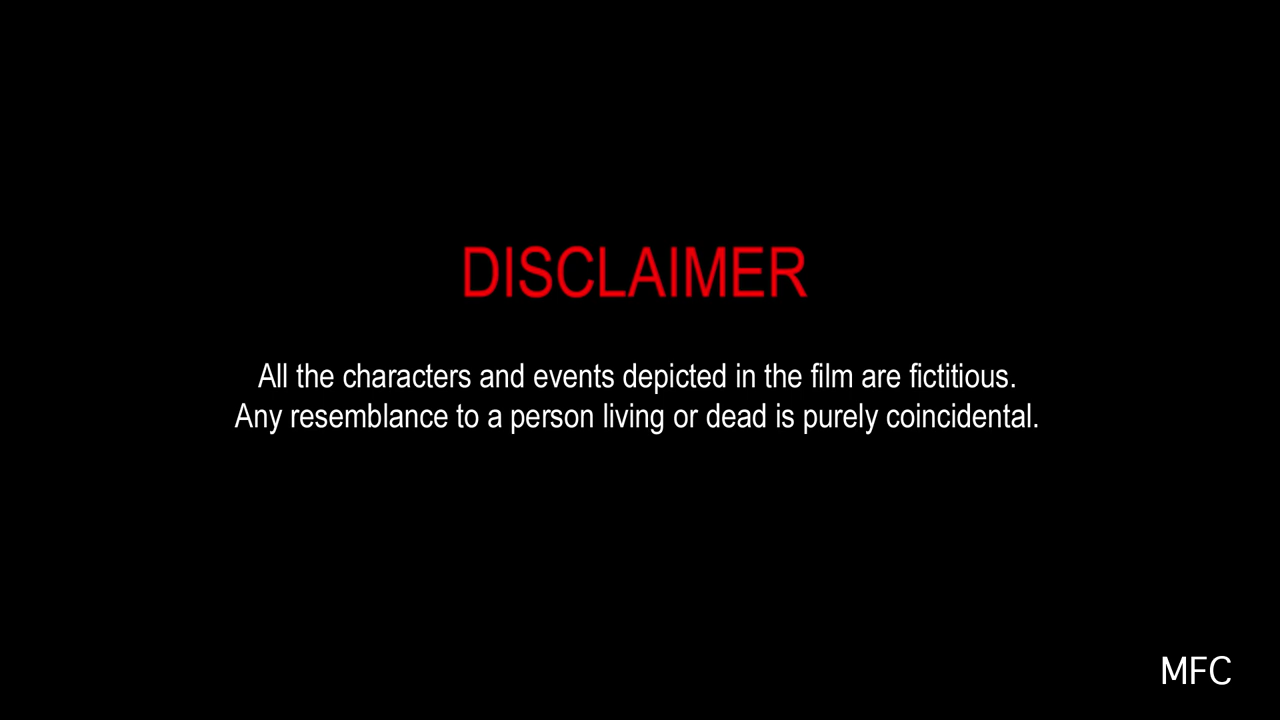 DISCLAIMER
All the characters and events depicted in the film are fictitious.
Any resemblance to a person living or dead is purely coincidental.
MFC